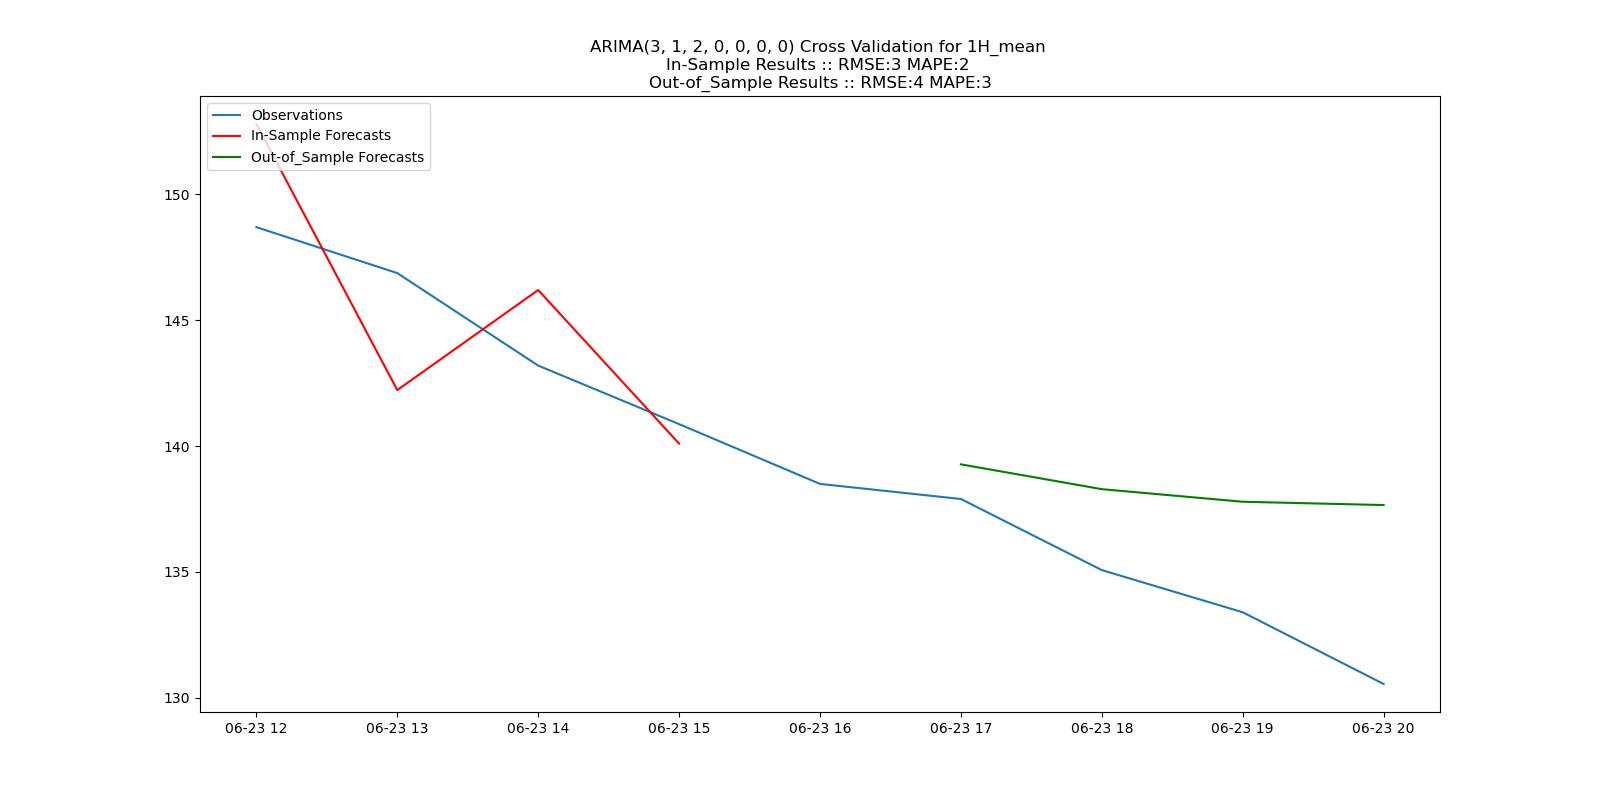 ARIMA(3, 1, 2, 0, 0, 0, 0) Cross Validation for 1H_mean
In-Sample Results :: RMSE:3 MAPE:2
Out-of_Sample Results :: RMSE:4 MAPE:3
Observations
In-Sample Forecasts
Out-of_Sample Forecasts
150
145
140
135
130
06-23 12
06-23 13
06-23 14
06-23 15
06-23 16
06-23 17
06-23 18
06-23 19
06-23 20